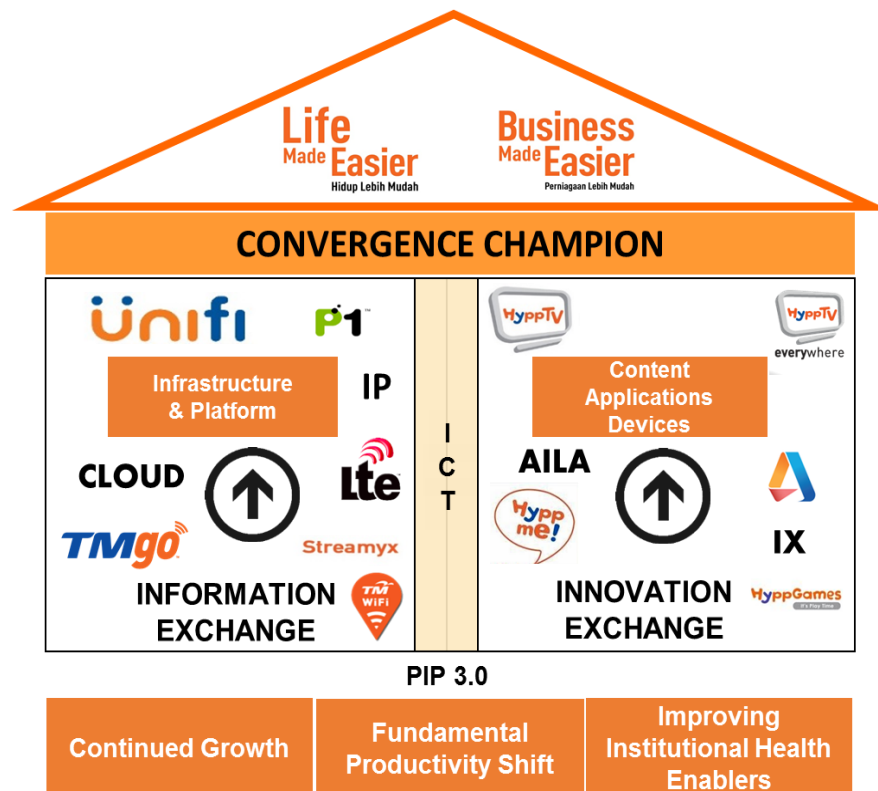 Life
Made Easier
Hidup Lebih Mudah
Business
Made Easier
Perniagaan Lebih Mudah
CONVERGENCE CHAMPION
unifi
P1™
Infrastructure
& Platform
IP
CLOUD
LTE
TMgo
Streamyx
INFORMATION
EXCHANGE
TM
WiFi
I
C
T
HyppTV
HyppTV
everywhere
Content
Applications
Devices
AILA
Hypp
me!
IX
INNOVATION
EXCHANGE
HyppGames
It's Play Time
PIP 3.0
Continued Growth
Fundamental
Productivity Shift
Improving
Institutional Health
Enablers